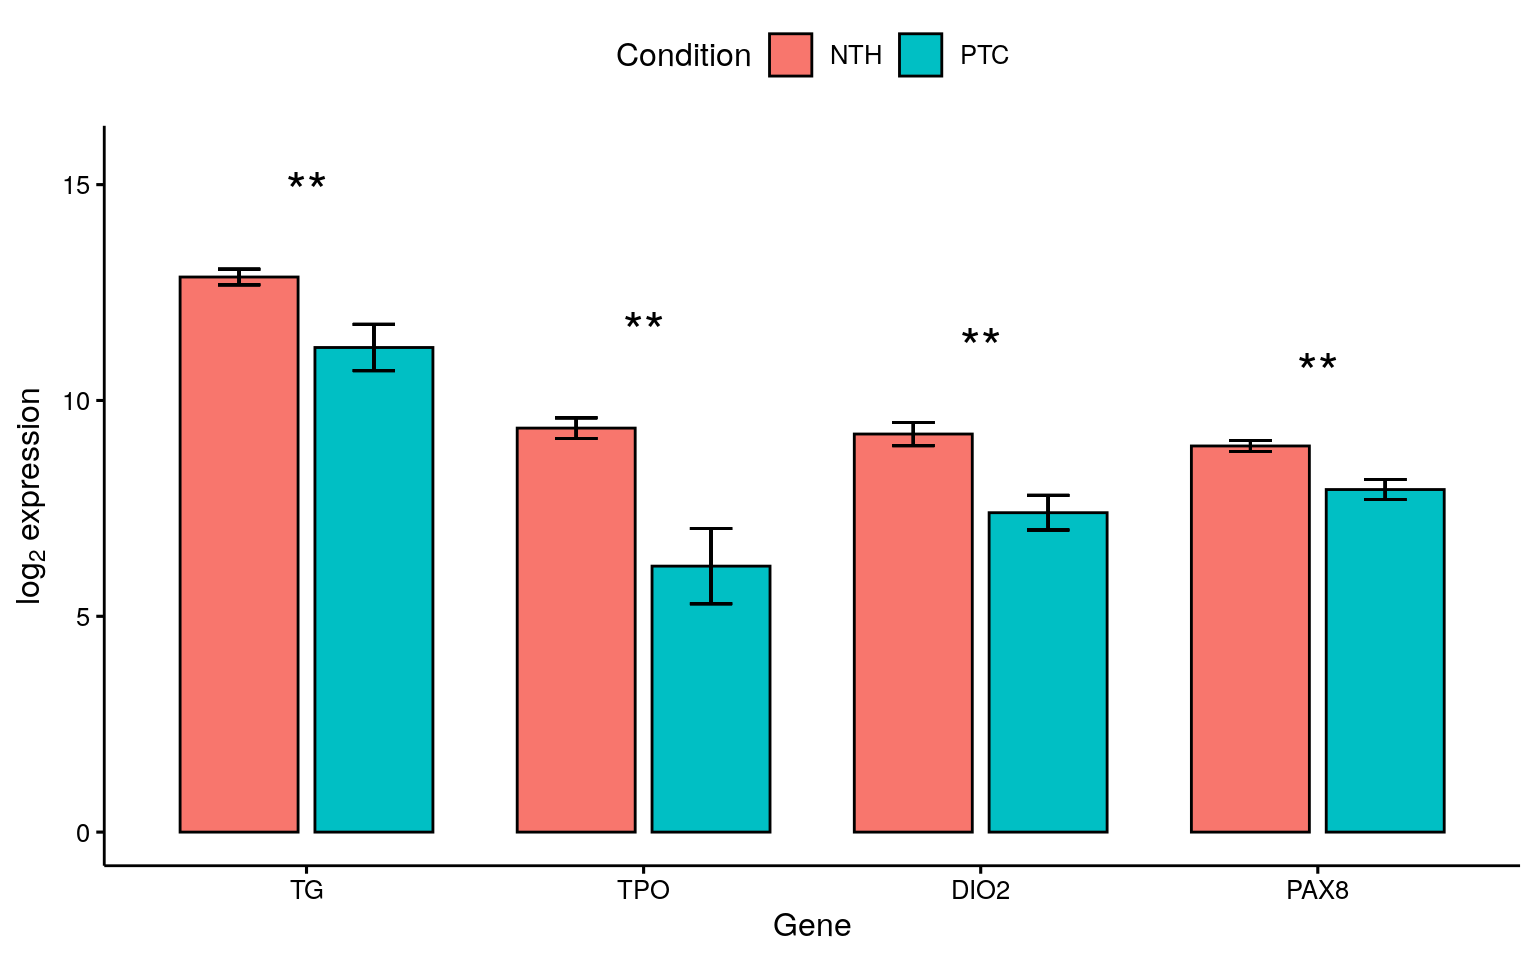 Condition NTH PTC
**
**
**
**
15
10
5
0
log₂ expression
TG TPO DIO2 PAX8
Gene